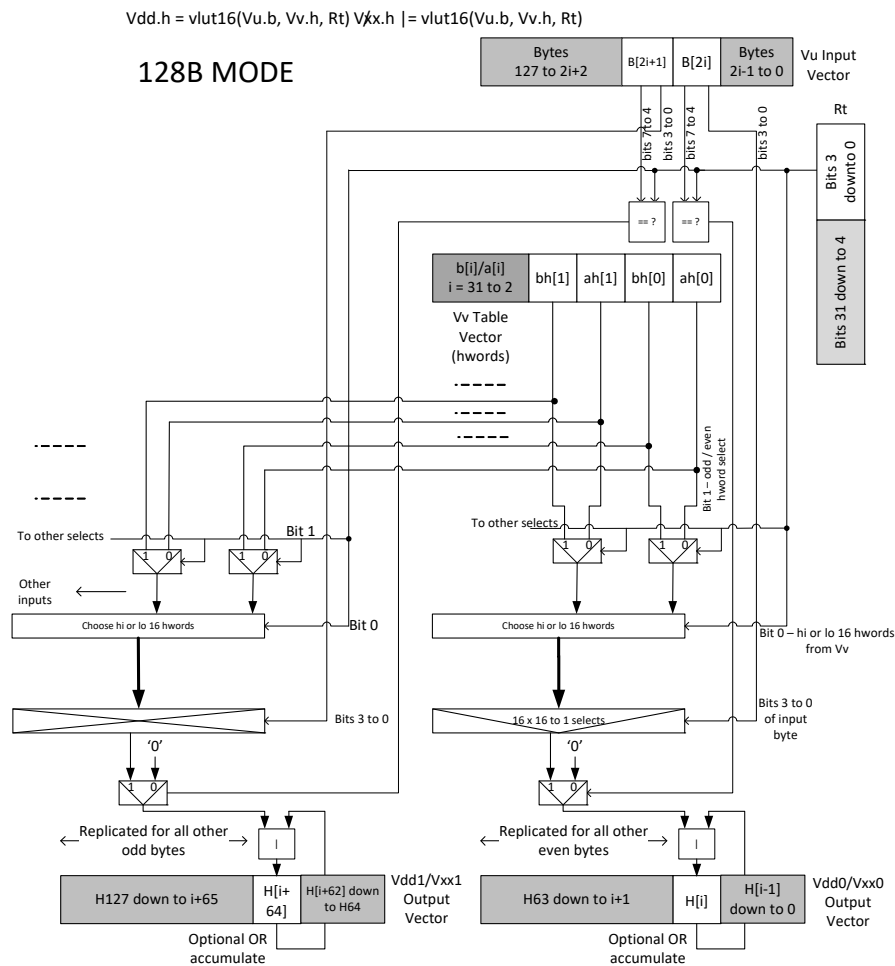 Vdd.h = vlut16(Vu.b, Vv.h, Rt) Vxx.h |= vlut16(Vu.b, Vv.h, Rt)
128B MODE
Bytes
127 to 2i+2
B[2i+1]
B[2i]
Bytes
2i-1 to 0
Vu Input
Vector
Rt
bits 7 to 4
bits 3 to 0
bits 7 to 4
bits 3 to 0
Bits 3
downto 0
Bits 31 down to 4
== ?
== ?
b[i]/a[i]
i = 31 to 2
bh[1]
ah[1]
bh[0]
ah[0]
Vv Table
Vector
(hwords)
Bit 1 – odd / even
hword select
To other selects
Bit 1
To other selects
1 0
1 0
1 0
1 0
Other
inputs
Choose hi or lo 16 hwords
Bit 0
Choose hi or lo 16 hwords
Bit 0 – hi or lo 16 hwords
from Vv
Bits 3 to 0
16 x 16 to 1 selects
Bits 3 to 0
of input
byte
‘0’
‘0’
1 0
1 0
Replicated for all other
odd bytes
|
Replicated for all other
even bytes
|
H127 down to i+65
H[i+
64]
H[i+62] down
to H64
Vdd1/Vxx1
Output
Vector
H63 down to i+1
H[i]
H[i-1]
down to 0
Vdd0/Vxx0
Output
Vector
Optional OR
accumulate
Optional OR
accumulate